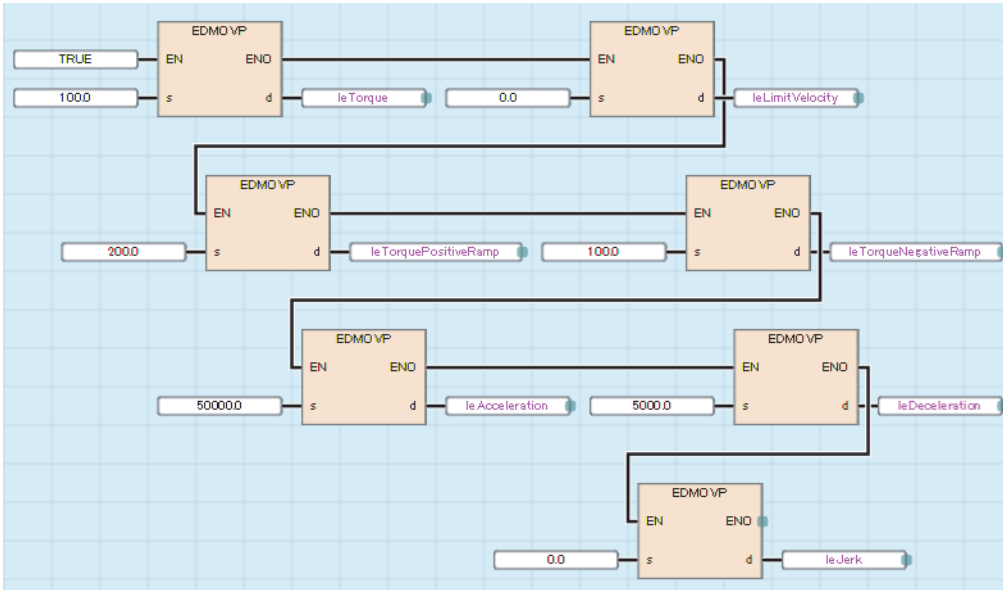 EDMOVP EDMOVP
TRUE EN ENO EN ENO
100.0 s d leTorque 0.0 s d leLimitVelocity
EDMOVP EDMOVP
EN ENO EN ENO
200.0 s d leTorquePositiveRamp 100.0 s d leTorqueNegativeRamp
EDMOVP EDMOVP
EN ENO EN ENO
50000.0 s d leAcceleration 5000.0 s d leDeceleration
EDMOVP
EN ENO
0.0 s d leJerk